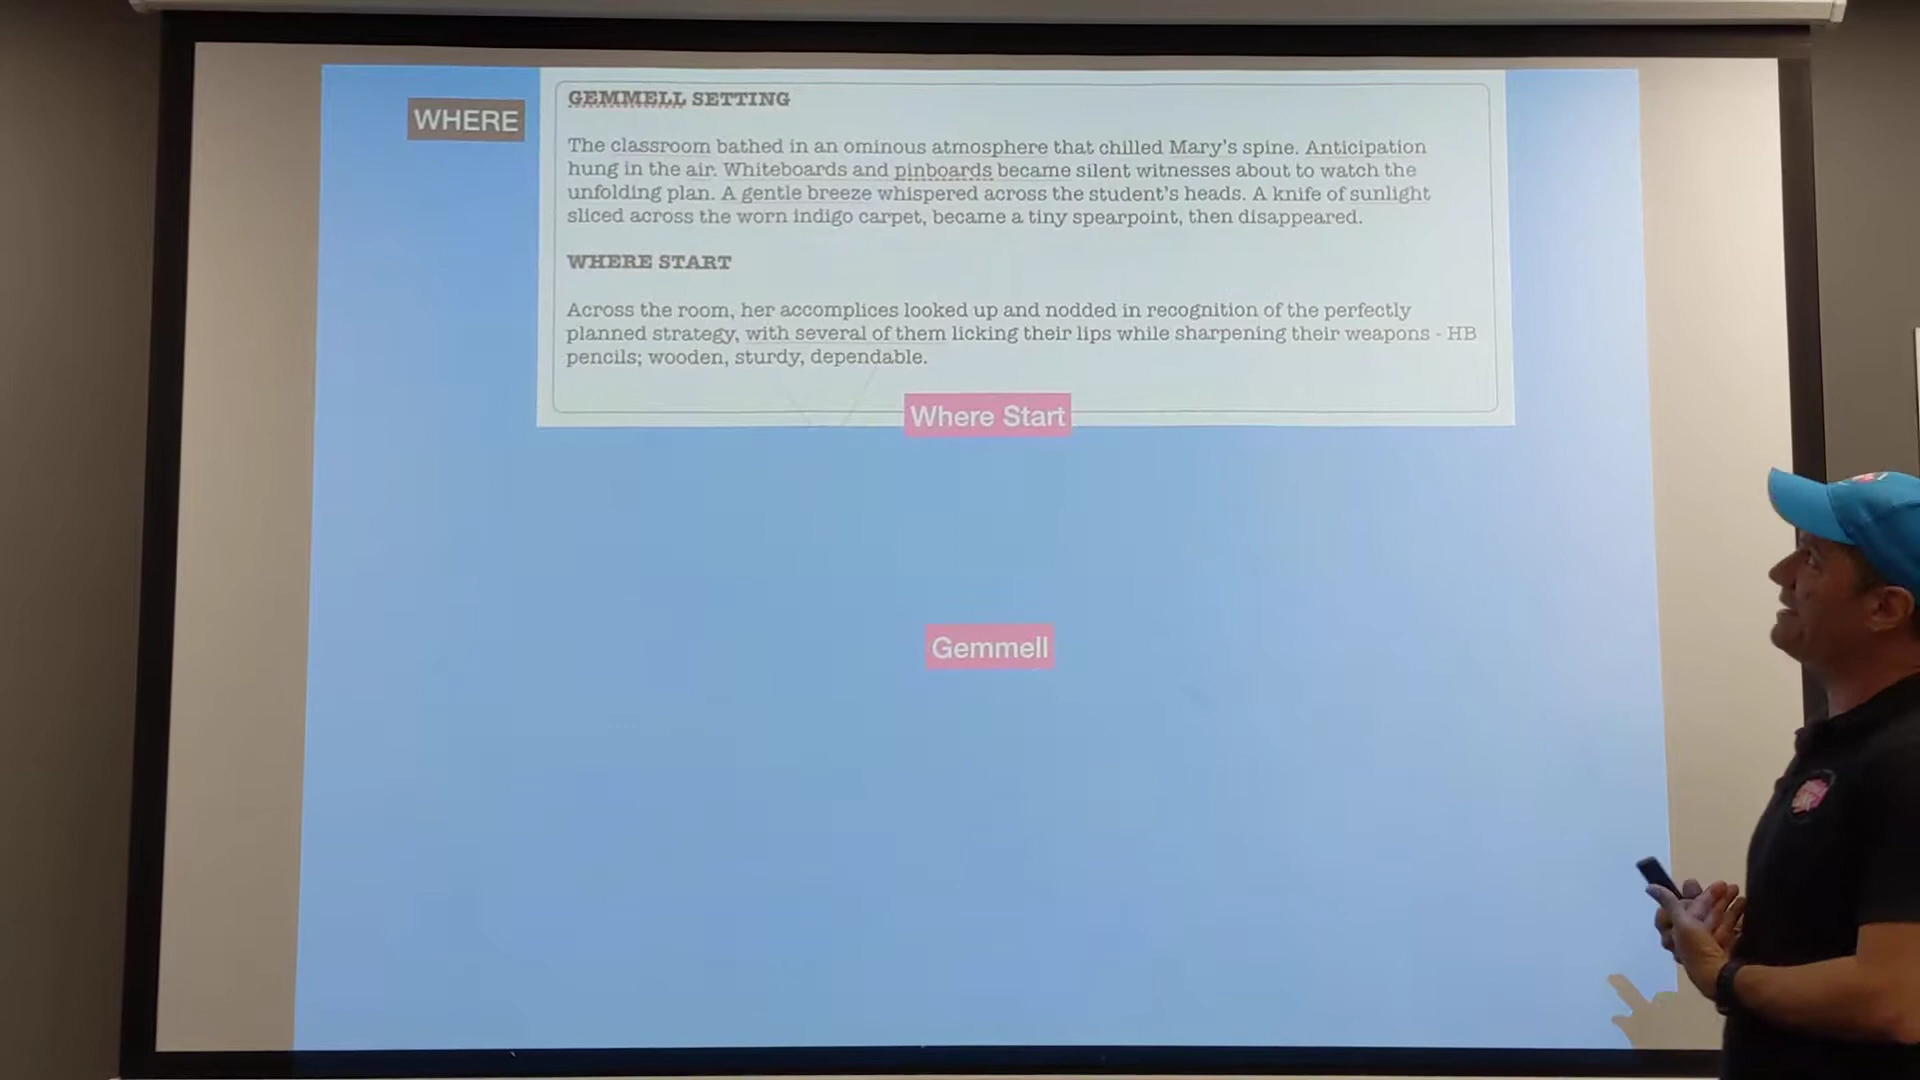 WHERE
GEMMELL SETTING
The classroom bathed in an ominous atmosphere that chilled Mary's spine. Anticipation
hung in the air. Whiteboards and pinboards became silent witnesses about to watch the
unfolding plan. A gentle breeze whispered across the student's heads. A knife of sunlight
sliced across the worn indigo carpet, became a tiny spearpoint, then disappeared.
WHERE START
Across the room, her accomplices looked up and nodded in recognition of the perfectly
planned strategy, with several of them licking their lips while sharpening their weapons - HB
pencils; wooden, sturdy, dependable.
Where Start
Gemmell